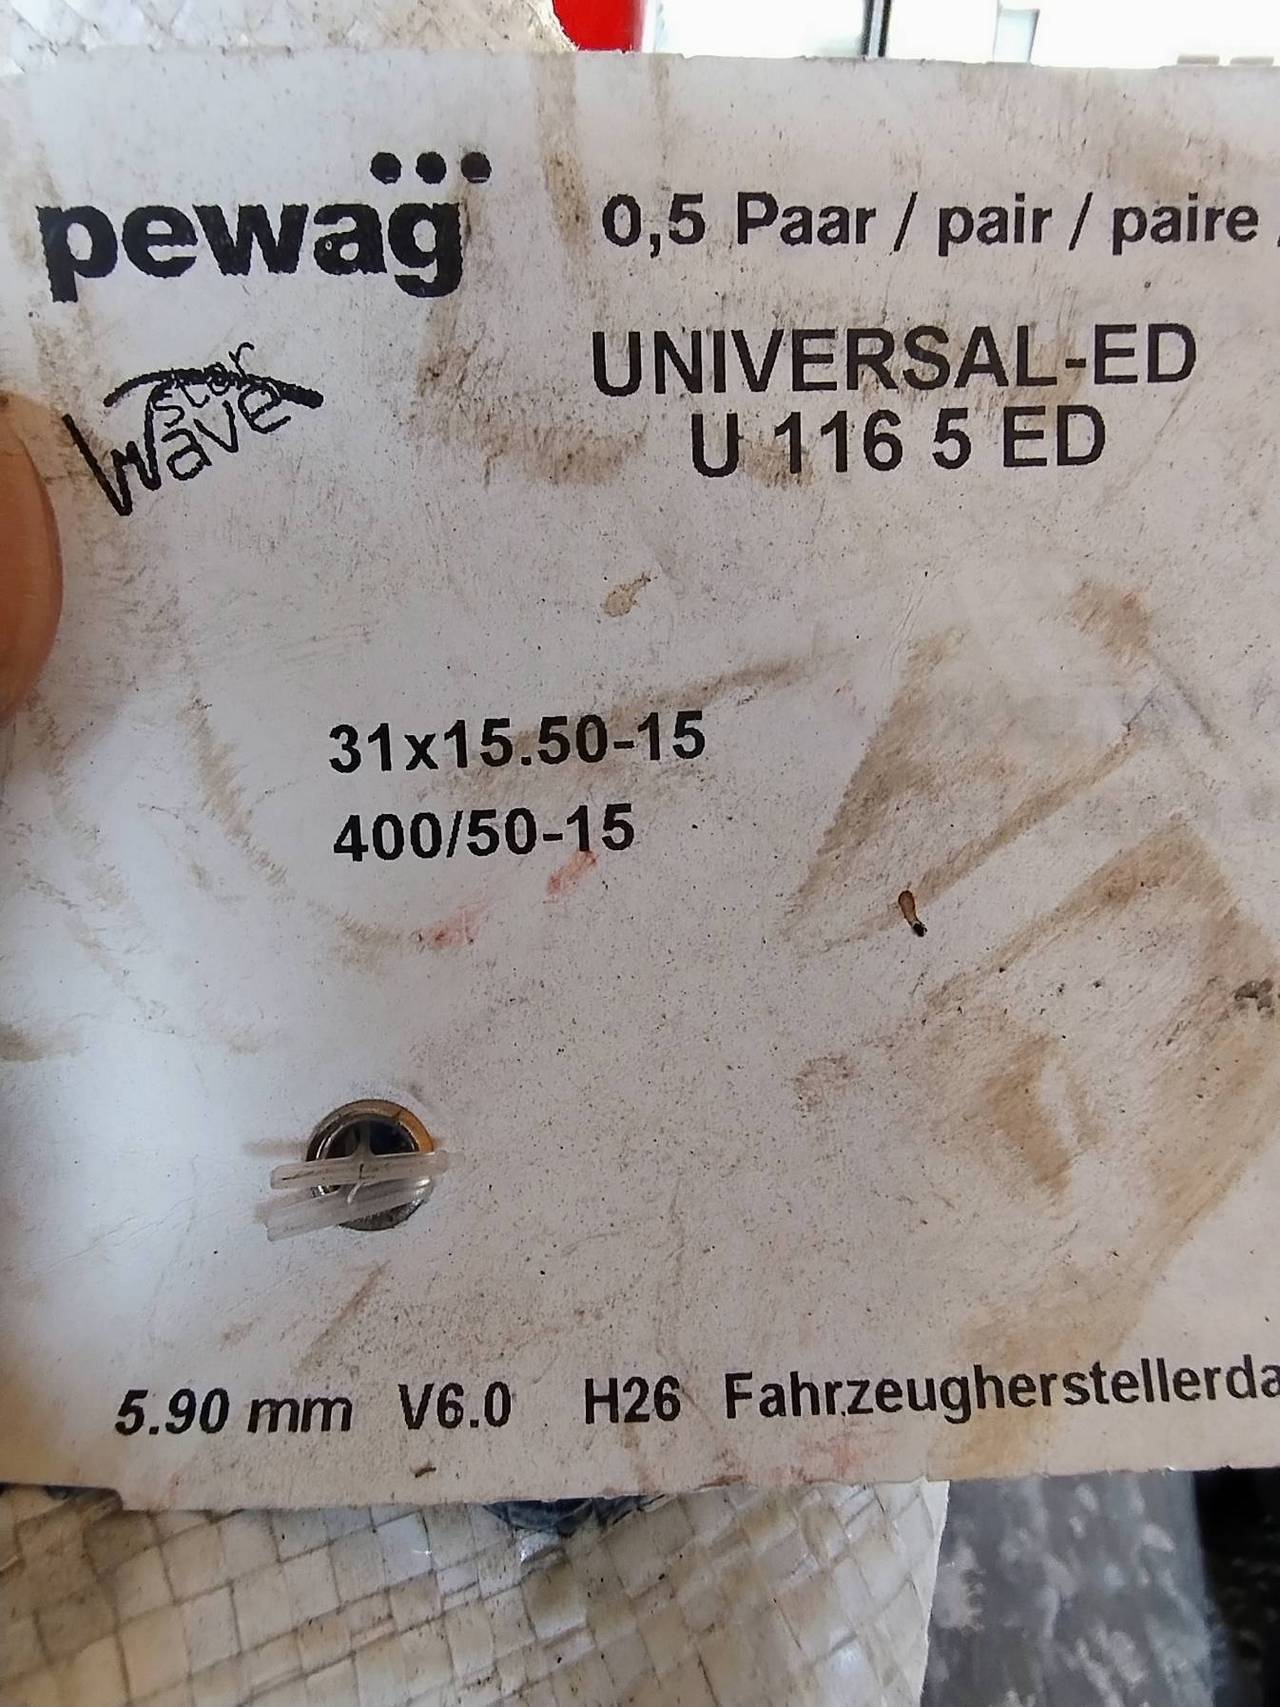 pewag
0,5 Paar / pair / paire
star
Wave
UNIVERSAL-ED
U 116 5 ED
31x15.50-15
400/50-15
5.90 mm V6.0 H26 Fahrzeugherstellerda